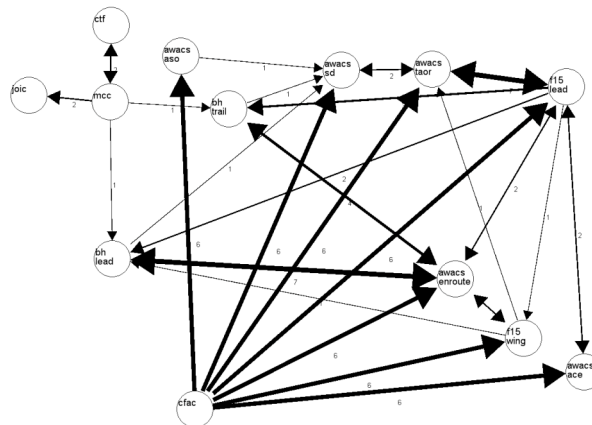 ctf
awacs
aso
awacs
sd
awacs
taor
f15
lead
joic
mcc
bh
trail
bh
lead
awacs
enroute
f15
wing
awacs
ace
cfac
2
2
1
1
1
2
1
1
2
4
2
1
1
2
6
6
6
6
7
6
6
6